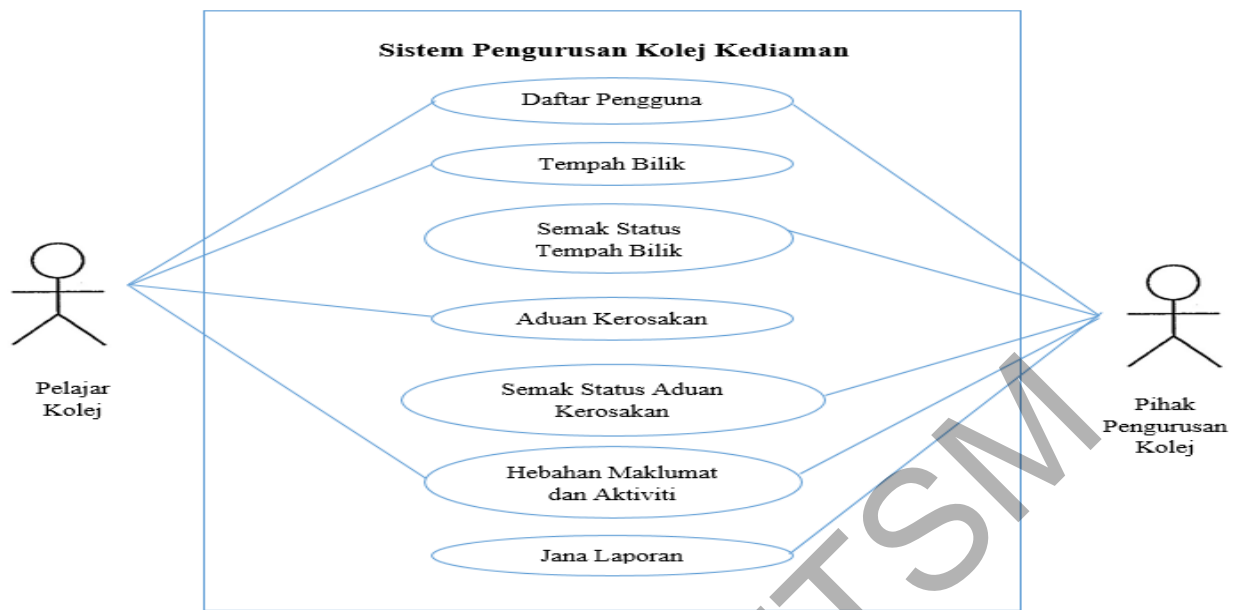 Sistem Pengurusan Kolej Kediaman
Daftar Pengguna
Tempah Bilik
Semak Status
Tempah Bilik
Aduan Kerosakan
Semak Status Aduan
Kerosakan
Hebahan Maklumat
dan Aktiviti
Jana Laporan
Pelajar
Kolej
Pihak
Pengurusan
Kolej